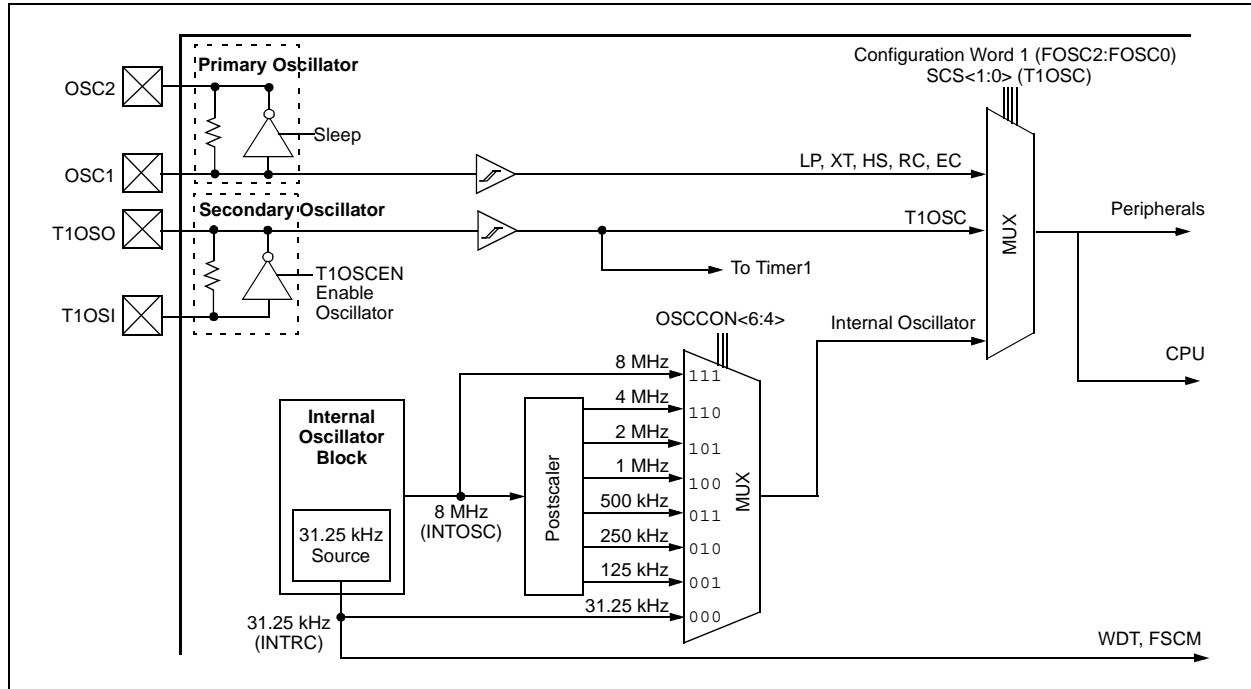 Configuration Word 1 (FOSC2:FOSC0)
SCS<1:0> (T1OSC)
Primary Oscillator
OSC2
Sleep
OSC1
LP, XT, HS, RC, EC
Secondary Oscillator
T1OSO
T1OSC
Peripherals
MUX
To Timer1
T1OSCEN
Enable
Oscillator
T1OSI
OSCCON<6:4>
Internal Oscillator
CPU
8 MHz
111
Internal
Oscillator
Block
4 MHz
110
2 MHz
101
1 MHz
100
Postscaler
MUX
8 MHz
(INTOSC)
500 kHz
011
31.25 kHz
Source
250 kHz
010
125 kHz
001
31.25 kHz
000
31.25 kHz
(INTRC)
WDT, FSCM